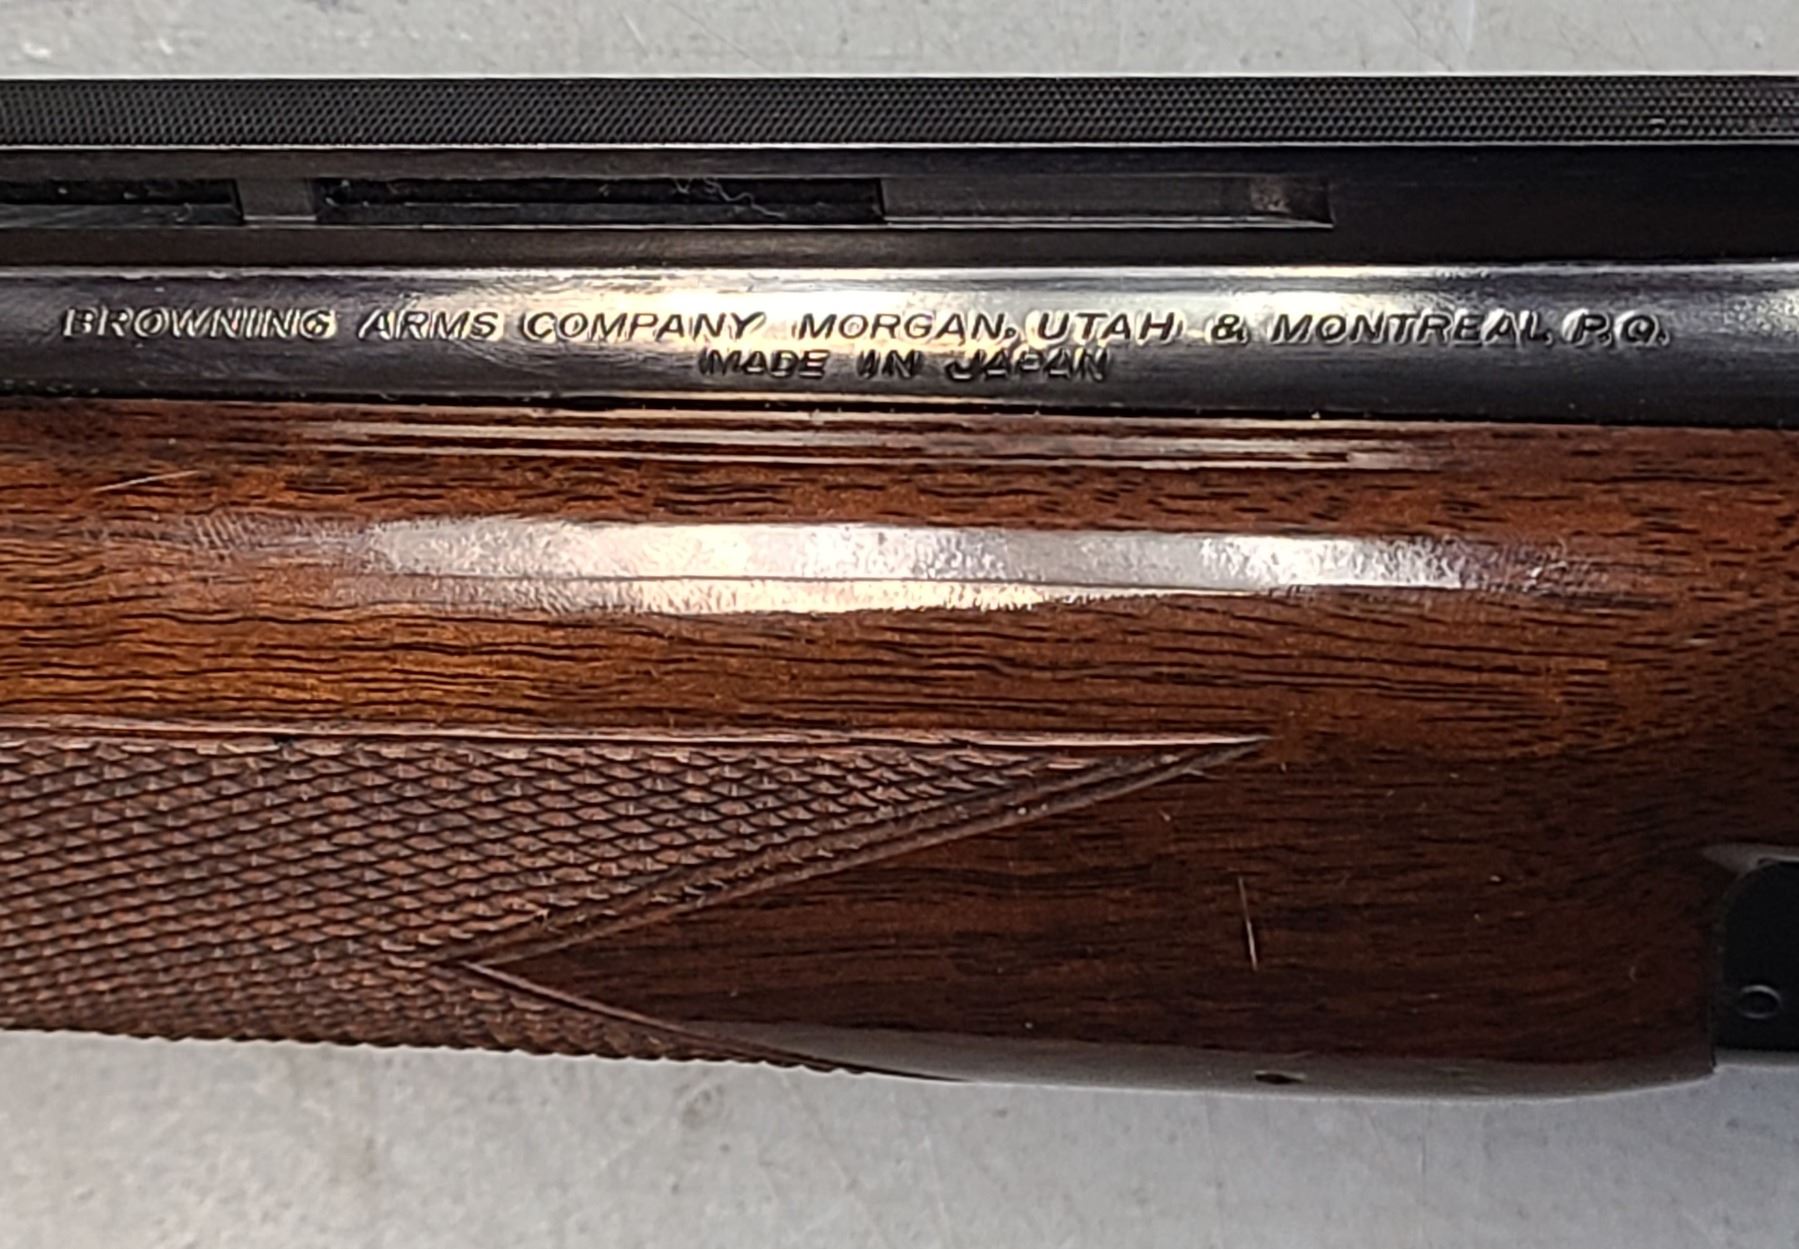 BROWNING ARMS COMPANY MORGAN, UTAH & MONTREAL P.Q.
MADE IN JAPAN